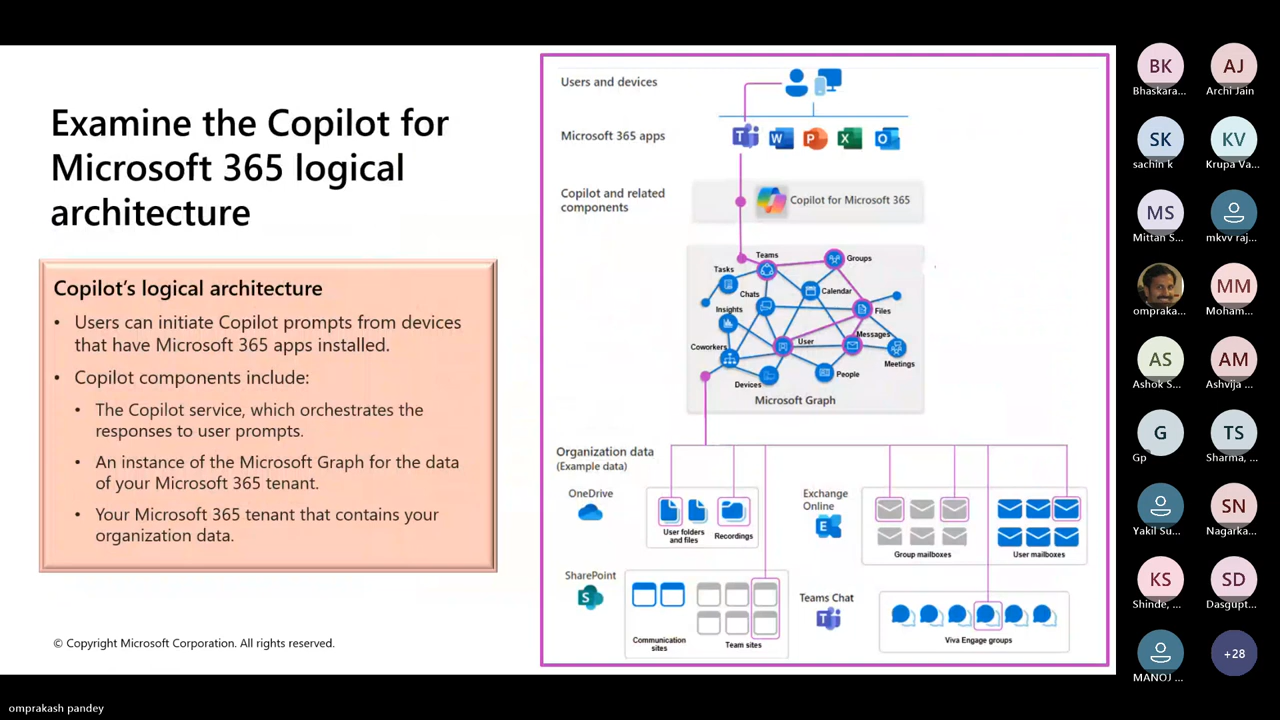 Examine the Copilot for
Microsoft 365 logical
architecture
Copilot's logical architecture
• Users can initiate Copilot prompts from devices
that have Microsoft 365 apps installed.
• Copilot components include:
• The Copilot service, which orchestrates the
responses to user prompts.
• An instance of the Microsoft Graph for the data
of your Microsoft 365 tenant.
• Your Microsoft 365 tenant that contains your
organization data.
© Copyright Microsoft Corporation. All rights reserved.
Users and devices
Microsoft 365 apps
Copilot and related
components
Copilot for Microsoft 365
Teams
Groups
Tasks
Chats
Calendar
Insights
Files
Coworkers
User
Messages
Meetings
Devices
People
Microsoft Graph
Organization data
(Example data)
OneDrive
User folders
and files
Recordings
Exchange
Online
Group mailboxes
User mailboxes
SharePoint
Communication
sites
Team sites
Teams Chat
Viva Engage groups
BK
Bhaskara...
AJ
Archi Jain
SK
sachin k
KV
Krupa Va...
MS
Mittan S...
mkvv raj...
ompraka...
MM
Moham...
AS
Ashok S...
AM
Ashvija ...
G
Gp
TS
Sharma, ...
Yakil Su...
SN
Nagarka...
KS
Shinde, ...
SD
Dasgupt...
MANOJ ...
+28
omprakash pandey